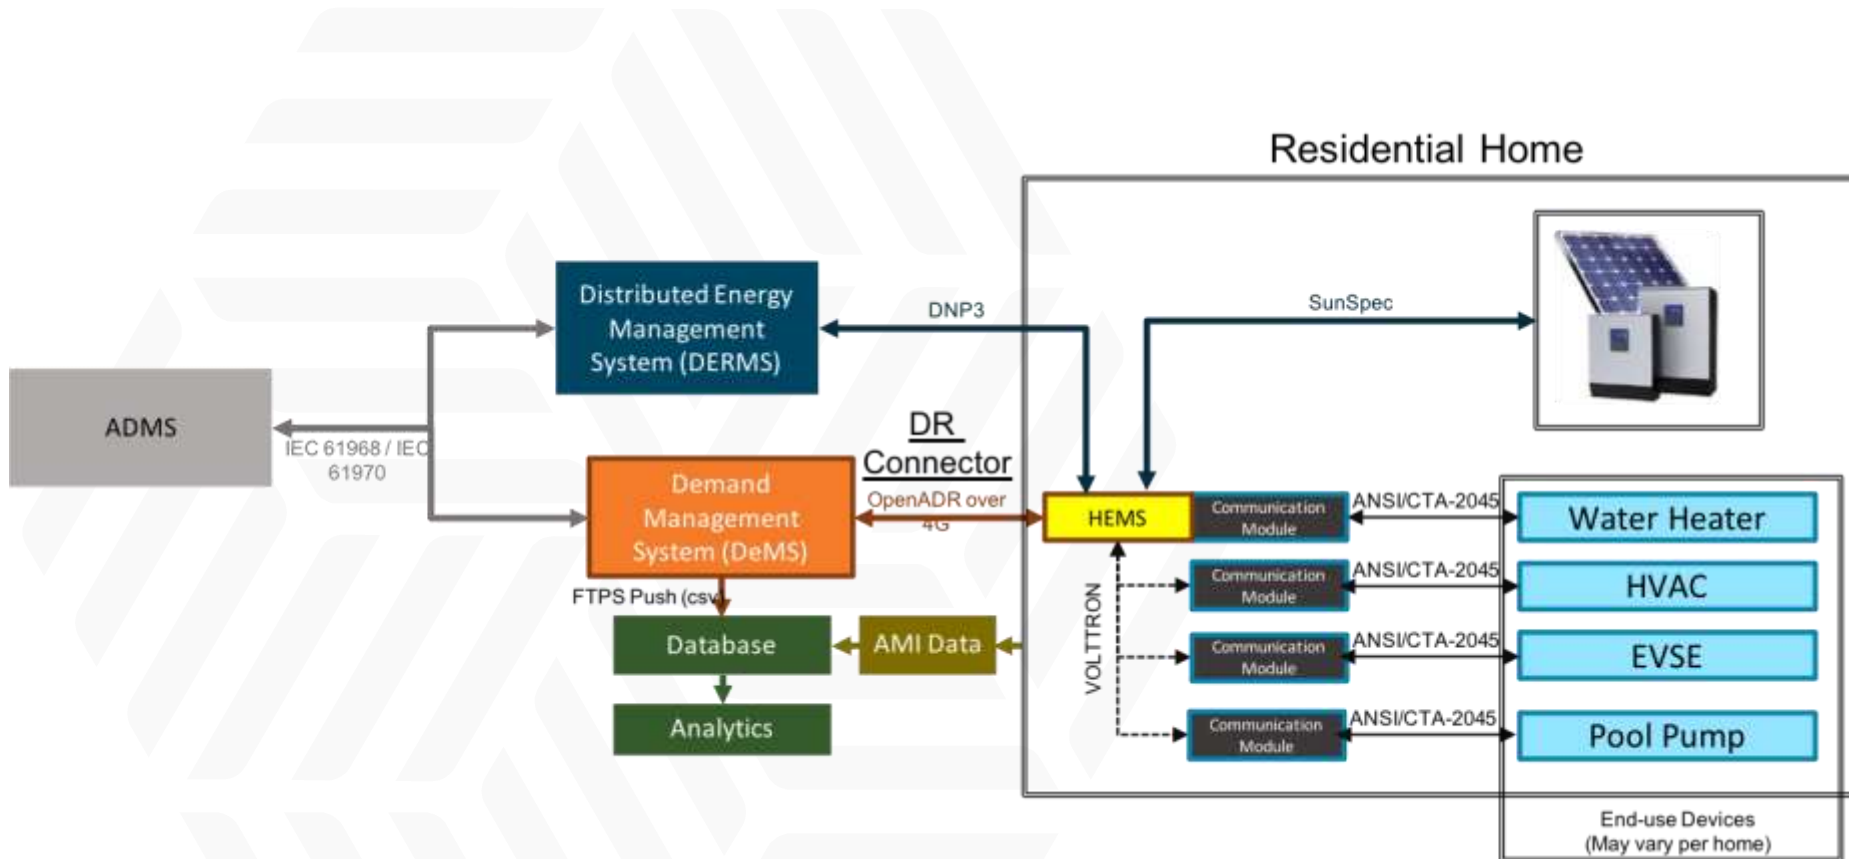 Residential Home
Distributed Energy
Management
System (DERMS)
DNP3
SunSpec
ADMS
IEC 61968 / IEC
61970
DR
Connector
OpenADR over
4G
Demand
Management
System (DeMS)
HEMS
Communication
Module
ANSI/CTA-2045
Water Heater
Communication
Module
ANSI/CTA-2045
HVAC
VOLTTRON
Communication
Module
ANSI/CTA-2045
EVSE
Communication
Module
ANSI/CTA-2045
Pool Pump
FTPS Push (csv)
Database
AMI Data
Analytics
End-use Devices
(May vary per home)